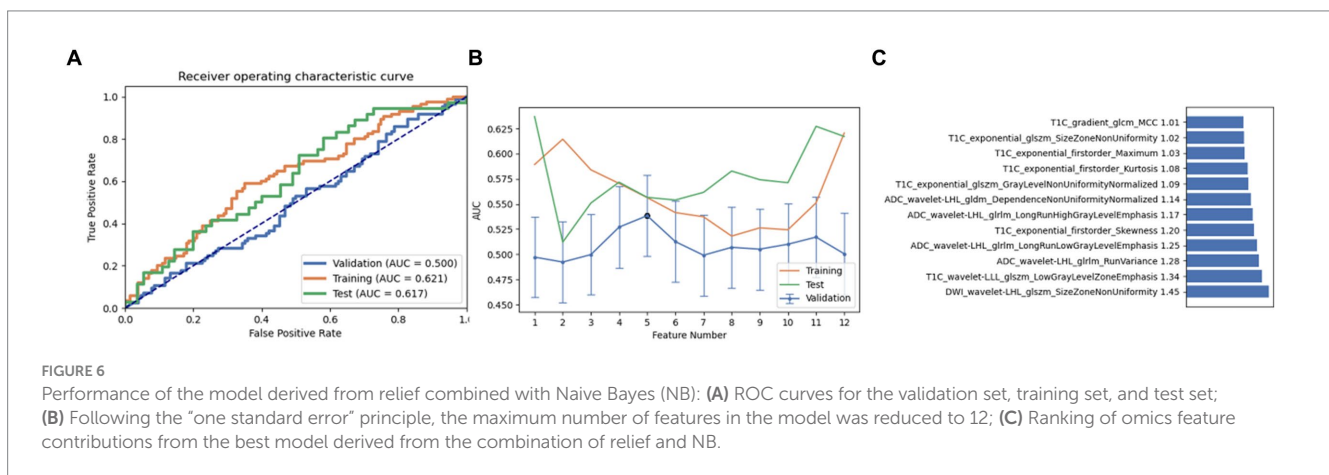 A
Receiver operating characteristic curve
True Positive Rate
1.0
0.8
0.6
0.4
0.2
0.0
Validation (AUC = 0.500)
Training (AUC = 0.621)
Test (AUC = 0.617)
0.0 0.2 0.4 0.6 0.8 1.
False Positive Rate
B
AUC
0.625
0.600
0.575
0.550
0.525
0.500
0.475
0.450
Training
Test
Validation
1 2 3 4 5 6 7 8 9 10 11 12
Feature Number
C
T1C_gradient_glcm_MCC 1.01
T1C_exponential_glszm_SizeZoneNonUniformity 1.02
T1C_exponential_firstorder_Maximum 1.03
T1C_exponential_firstorder_Kurtosis 1.08
T1C_exponential_glszm_GrayLevelNonUniformityNormalized 1.09
ADC_wavelet-LHL_gldm_DependenceNonUniformityNormalized 1.14
ADC_wavelet-LHL_glrlm_LongRunHighGrayLevelEmphasis 1.17
T1C_exponential_firstorder_Skewness 1.20
ADC_wavelet-LHL_glrlm_LongRunLowGrayLevelEmphasis 1.25
ADC_wavelet-LHL_glrlm_RunVariance 1.28
T1C_wavelet-LLL_glszm_LowGrayLevelZoneEmphasis 1.34
DWI_wavelet-LHL_glszm_SizeZoneNonUniformity 1.45
FIGURE 6
Performance of the model derived from relief combined with Naive Bayes (NB): (A) ROC curves for the validation set, training set, and test set;
(B) Following the “one standard error” principle, the maximum number of features in the model was reduced to 12; (C) Ranking of omics feature
contributions from the best model derived from the combination of relief and NB.